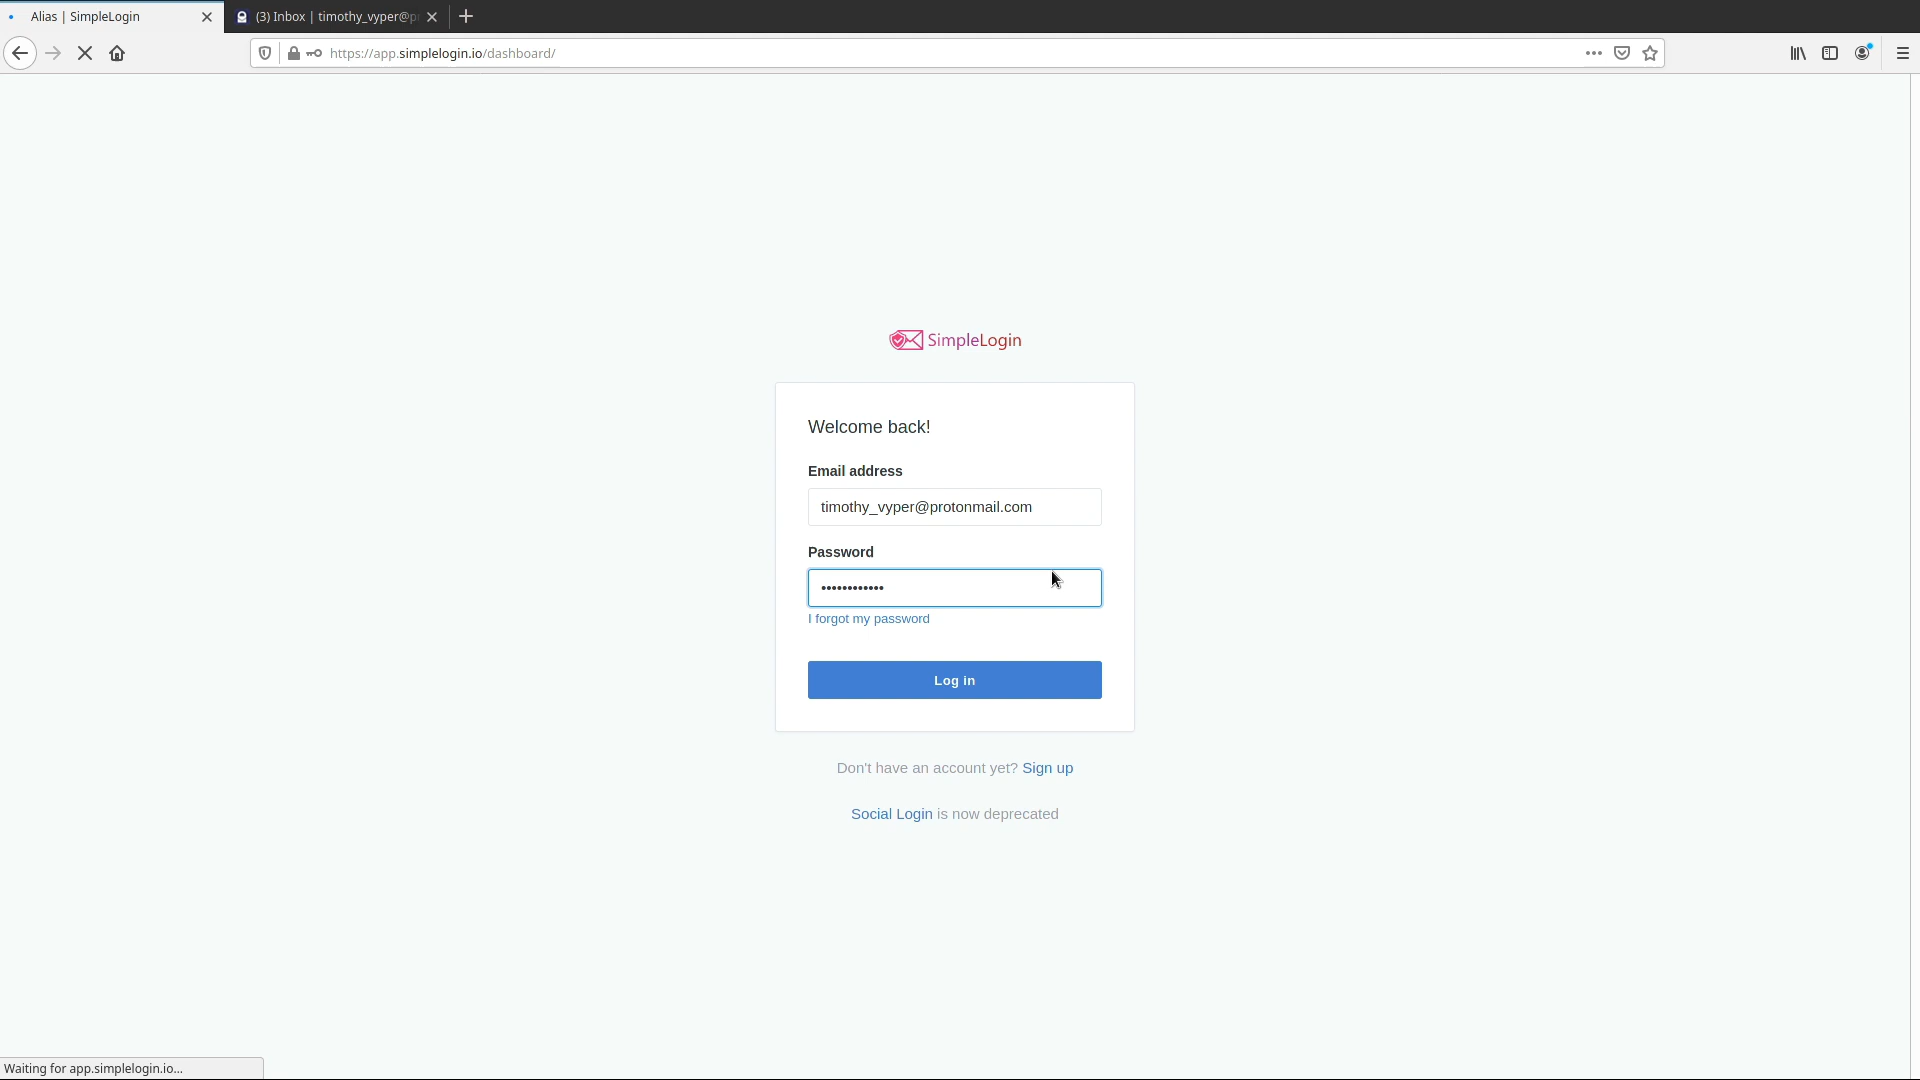 Alias | SimpleLogin
(3) Inbox | timothy_vyper@p
https://app.simplelogin.io/dashboard/
SimpleLogin
Welcome back!
Email address
timothy_vyper@protonmail.com
Password
••••••••••••
I forgot my password
Log in
Don't have an account yet? Sign up
Social Login is now deprecated
Waiting for app.simplelogin.io...